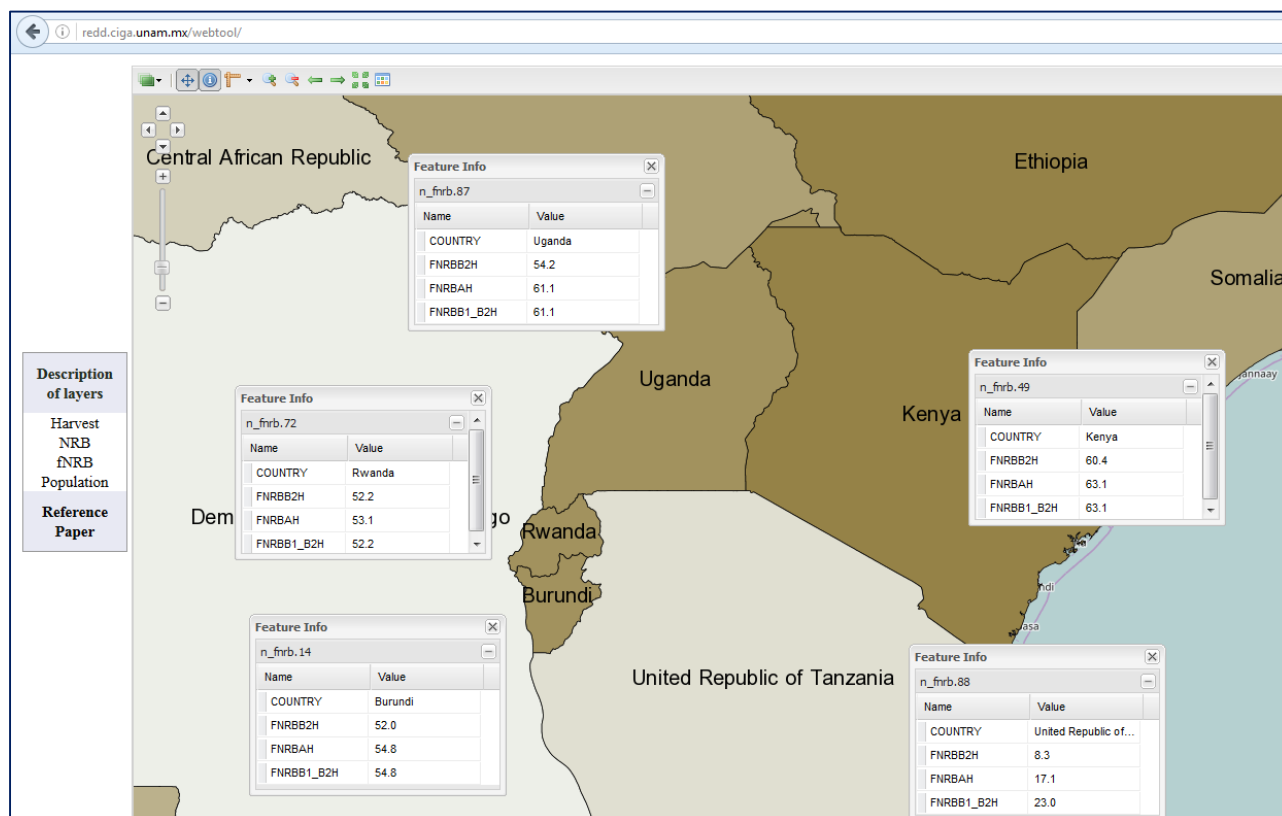 redd.ciga.unam.mx/webtool/
Central African Republic
Ethiopia
Somalia
Feature Info
n_fnrb.87
Name Value
COUNTRY Uganda
FNRBB2H 54.2
FNRBAH 61.1
FNRBB1_B2H 61.1
Uganda
Kenya
Feature Info
n_fnrb.49
Name Value
COUNTRY Kenya
FNRBB2H 60.4
FNRBAH 63.1
FNRBB1_B2H 63.1
annaay
Description
of layers
Harvest
NRB
fNRB
Population
Reference
Paper
Feature Info
n_fnrb.72
Name Value
COUNTRY Rwanda
FNRBB2H 52.2
FNRBAH 53.1
FNRBB1_B2H 52.2
Dem go
Rwanda
Burundi
ndi
asa
Feature Info
n_fnrb.14
Name Value
COUNTRY Burundi
FNRBB2H 52.0
FNRBAH 54.8
FNRBB1_B2H 54.8
United Republic of Tanzania
Feature Info
n_fnrb.88
Name Value
COUNTRY United Republic of...
FNRBB2H 8.3
FNRBAH 17.1
FNRBB1_B2H 23.0